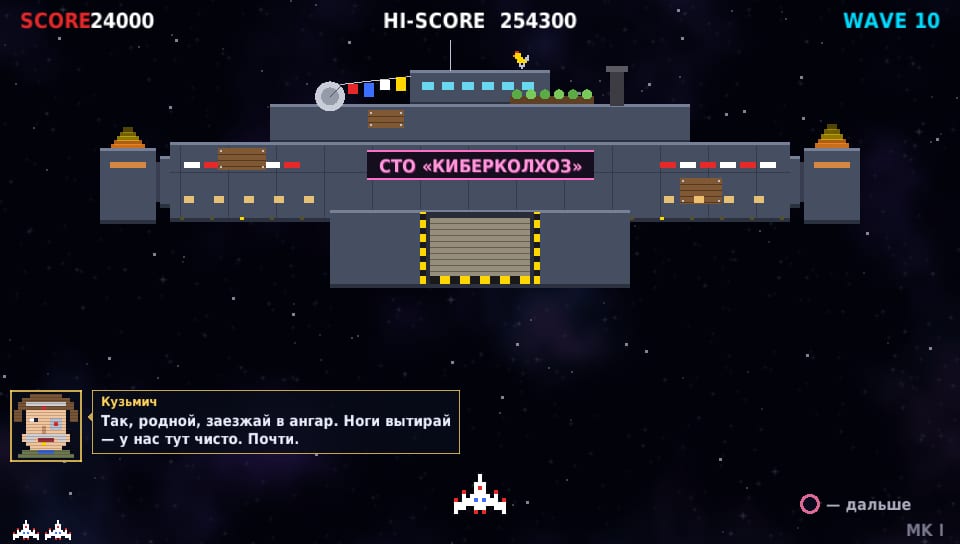 SCORE24000
HI-SCORE 254300
WAVE 10
СТО «КИБЕРКОЛХОЗ»
Кузьмич
Так, родной, заезжай в ангар. Ноги вытирай
— у нас тут чисто. Почти.
— дальше
MK I